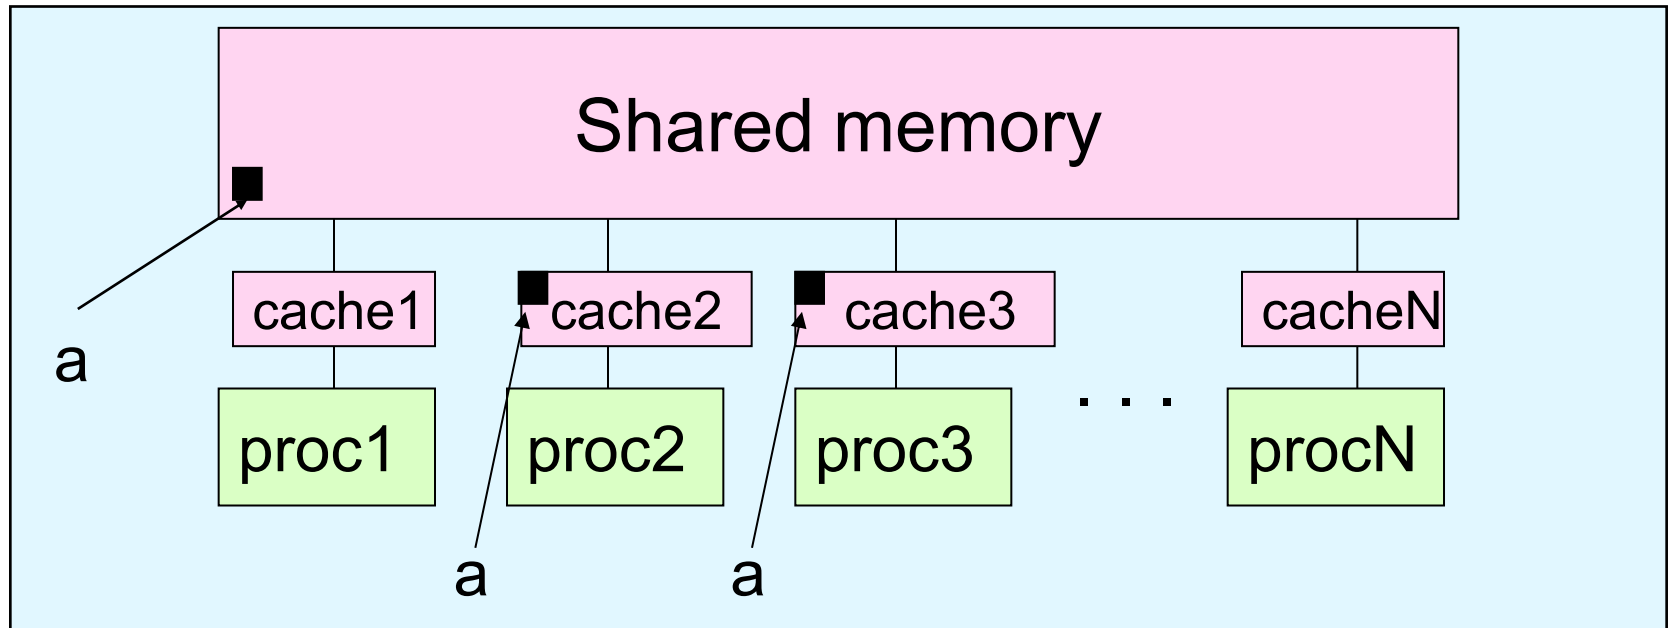 Shared memory
cache1 cache2 cache3 cacheN
a
proc1 proc2 proc3 . . . procN
a a